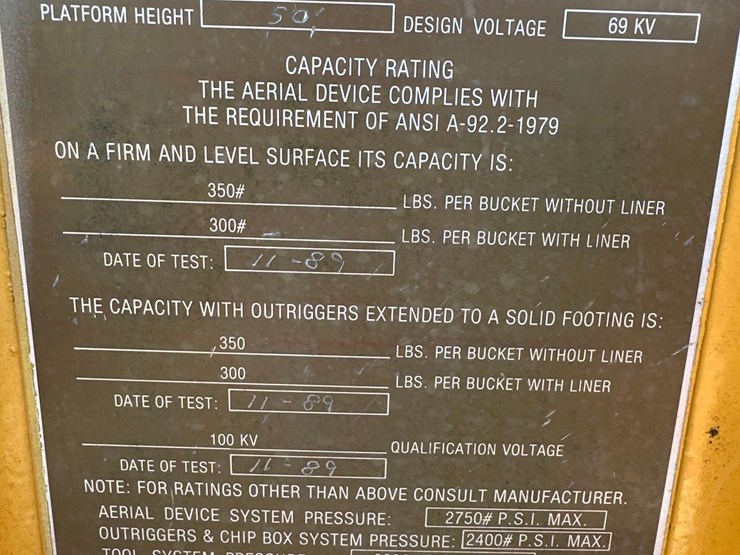 PLATFORM HEIGHT 50' DESIGN VOLTAGE 69 KV
CAPACITY RATING
THE AERIAL DEVICE COMPLIES WITH
THE REQUIREMENT OF ANSI A-92.2-1979
ON A FIRM AND LEVEL SURFACE ITS CAPACITY IS:
350# LBS. PER BUCKET WITHOUT LINER
300# LBS. PER BUCKET WITH LINER
DATE OF TEST: 11-89
THE CAPACITY WITH OUTRIGGERS EXTENDED TO A SOLID FOOTING IS:
350 LBS. PER BUCKET WITHOUT LINER
300 LBS. PER BUCKET WITH LINER
DATE OF TEST: 11-89
100 KV QUALIFICATION VOLTAGE
DATE OF TEST: 11-89
NOTE: FOR RATINGS OTHER THAN ABOVE CONSULT MANUFACTURER.
AERIAL DEVICE SYSTEM PRESSURE: 2750# P.S.I. MAX.
OUTRIGGERS & CHIP BOX SYSTEM PRESSURE: 2400# P.S.I. MAX.
TOOL SYSTEM PRESSURE